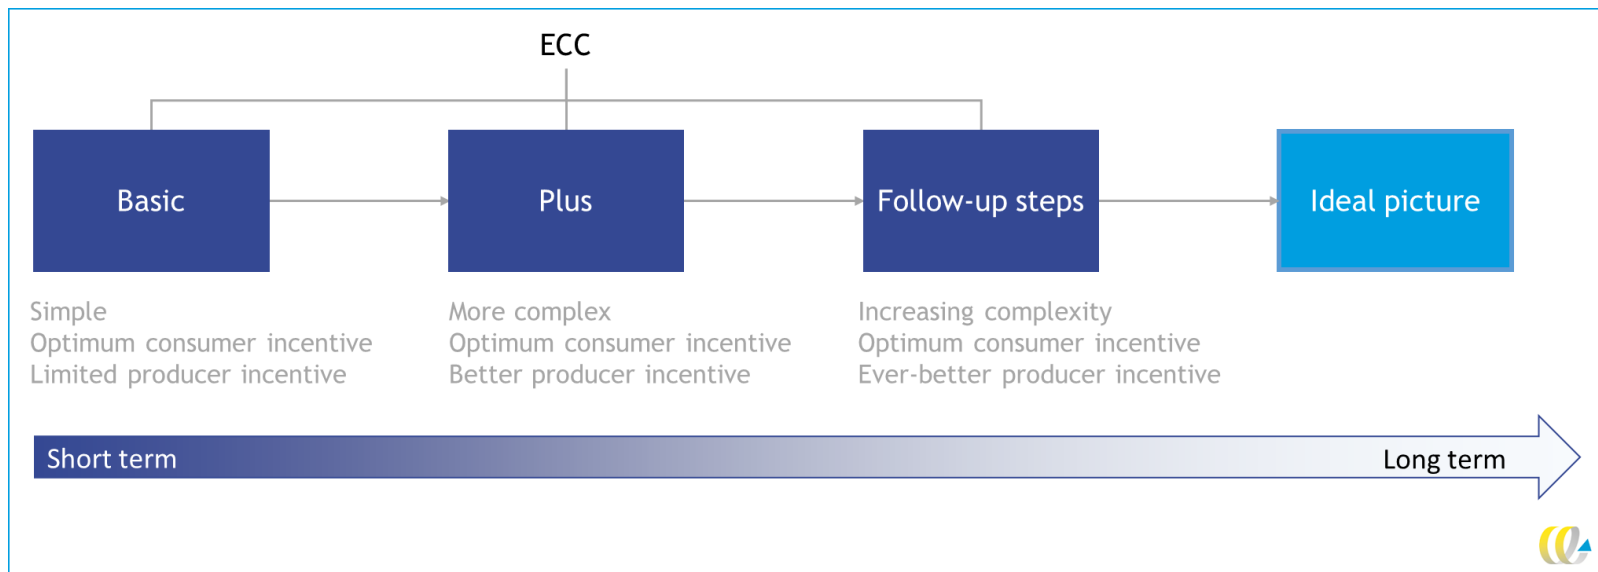 ECC
Basic
Plus
Follow-up steps
Ideal picture
Simple
Optimum consumer incentive
Limited producer incentive
More complex
Optimum consumer incentive
Better producer incentive
Increasing complexity
Optimum consumer incentive
Ever-better producer incentive
Short term
Long term